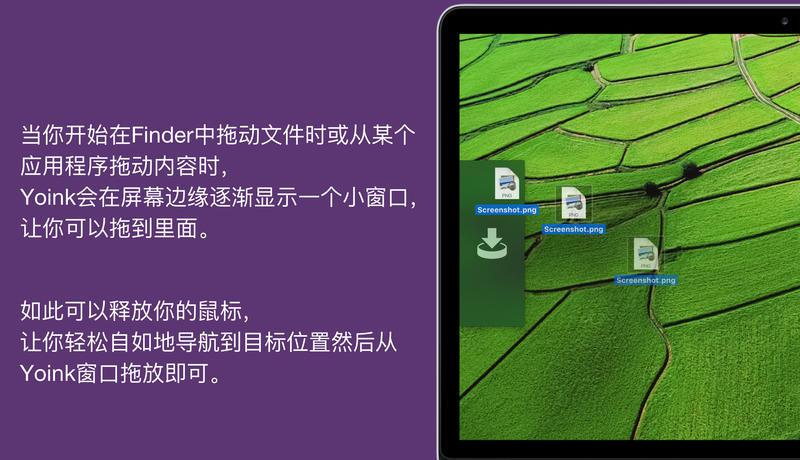 当你开始在Finder中拖动文件时或从某个
应用程序拖动内容时，
Yoink会在屏幕边缘逐渐显示一个小窗口，
让你可以拖到里面。
如此可以释放你的鼠标，
让你轻松自如地导航到目标位置然后从
Yoink窗口拖放即可。
PNG
Screenshot.png
PNG
Screenshot.png
PNG
Screenshot.png